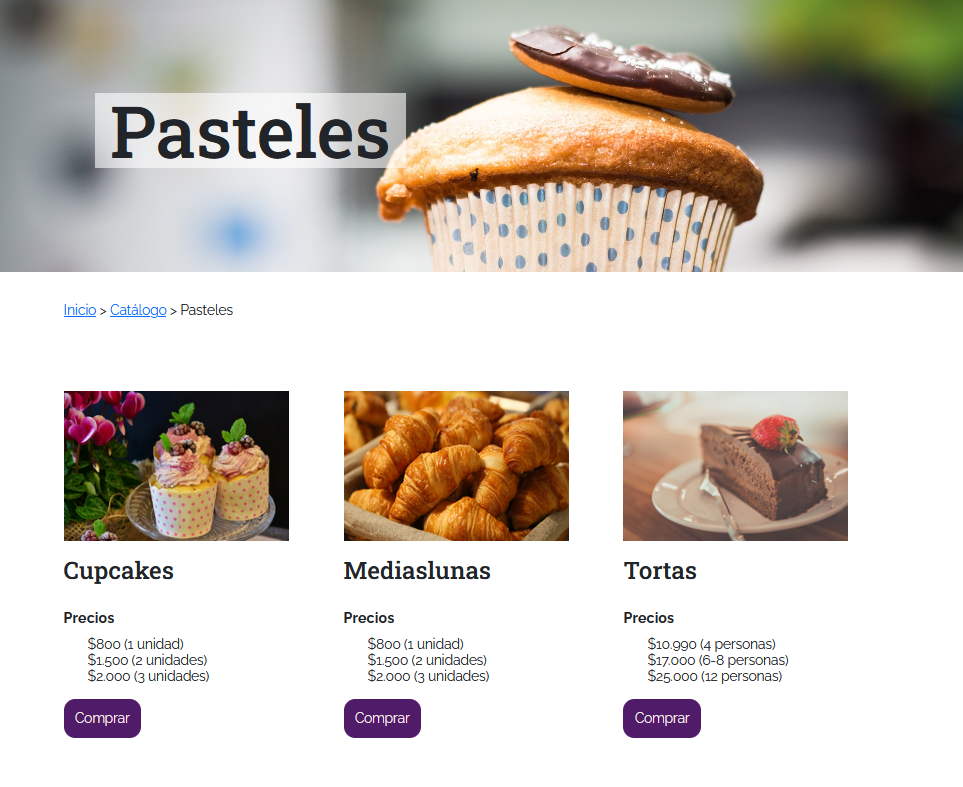 Pasteles
Inicio > Catálogo > Pasteles
Cupcakes
Precios
$800 (1 unidad)
$1.500 (2 unidades)
$2.000 (3 unidades)
Comprar
Mediaslunas
Precios
$800 (1 unidad)
$1.500 (2 unidades)
$2.000 (3 unidades)
Comprar
Tortas
Precios
$10.990 (4 personas)
$17.000 (6-8 personas)
$25.000 (12 personas)
Comprar